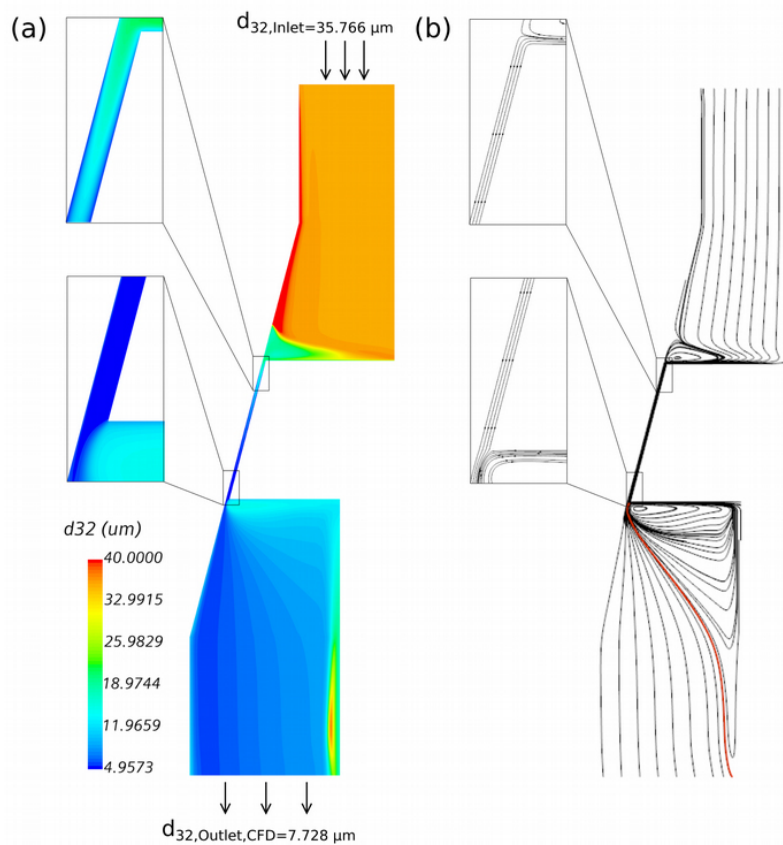 (a)
d32,Inlet=35.766 µm
(b)
d32 (um)
40.0000
32.9915
25.9829
18.9744
11.9659
4.9573
d32,Outlet,CFD=7.728 µm